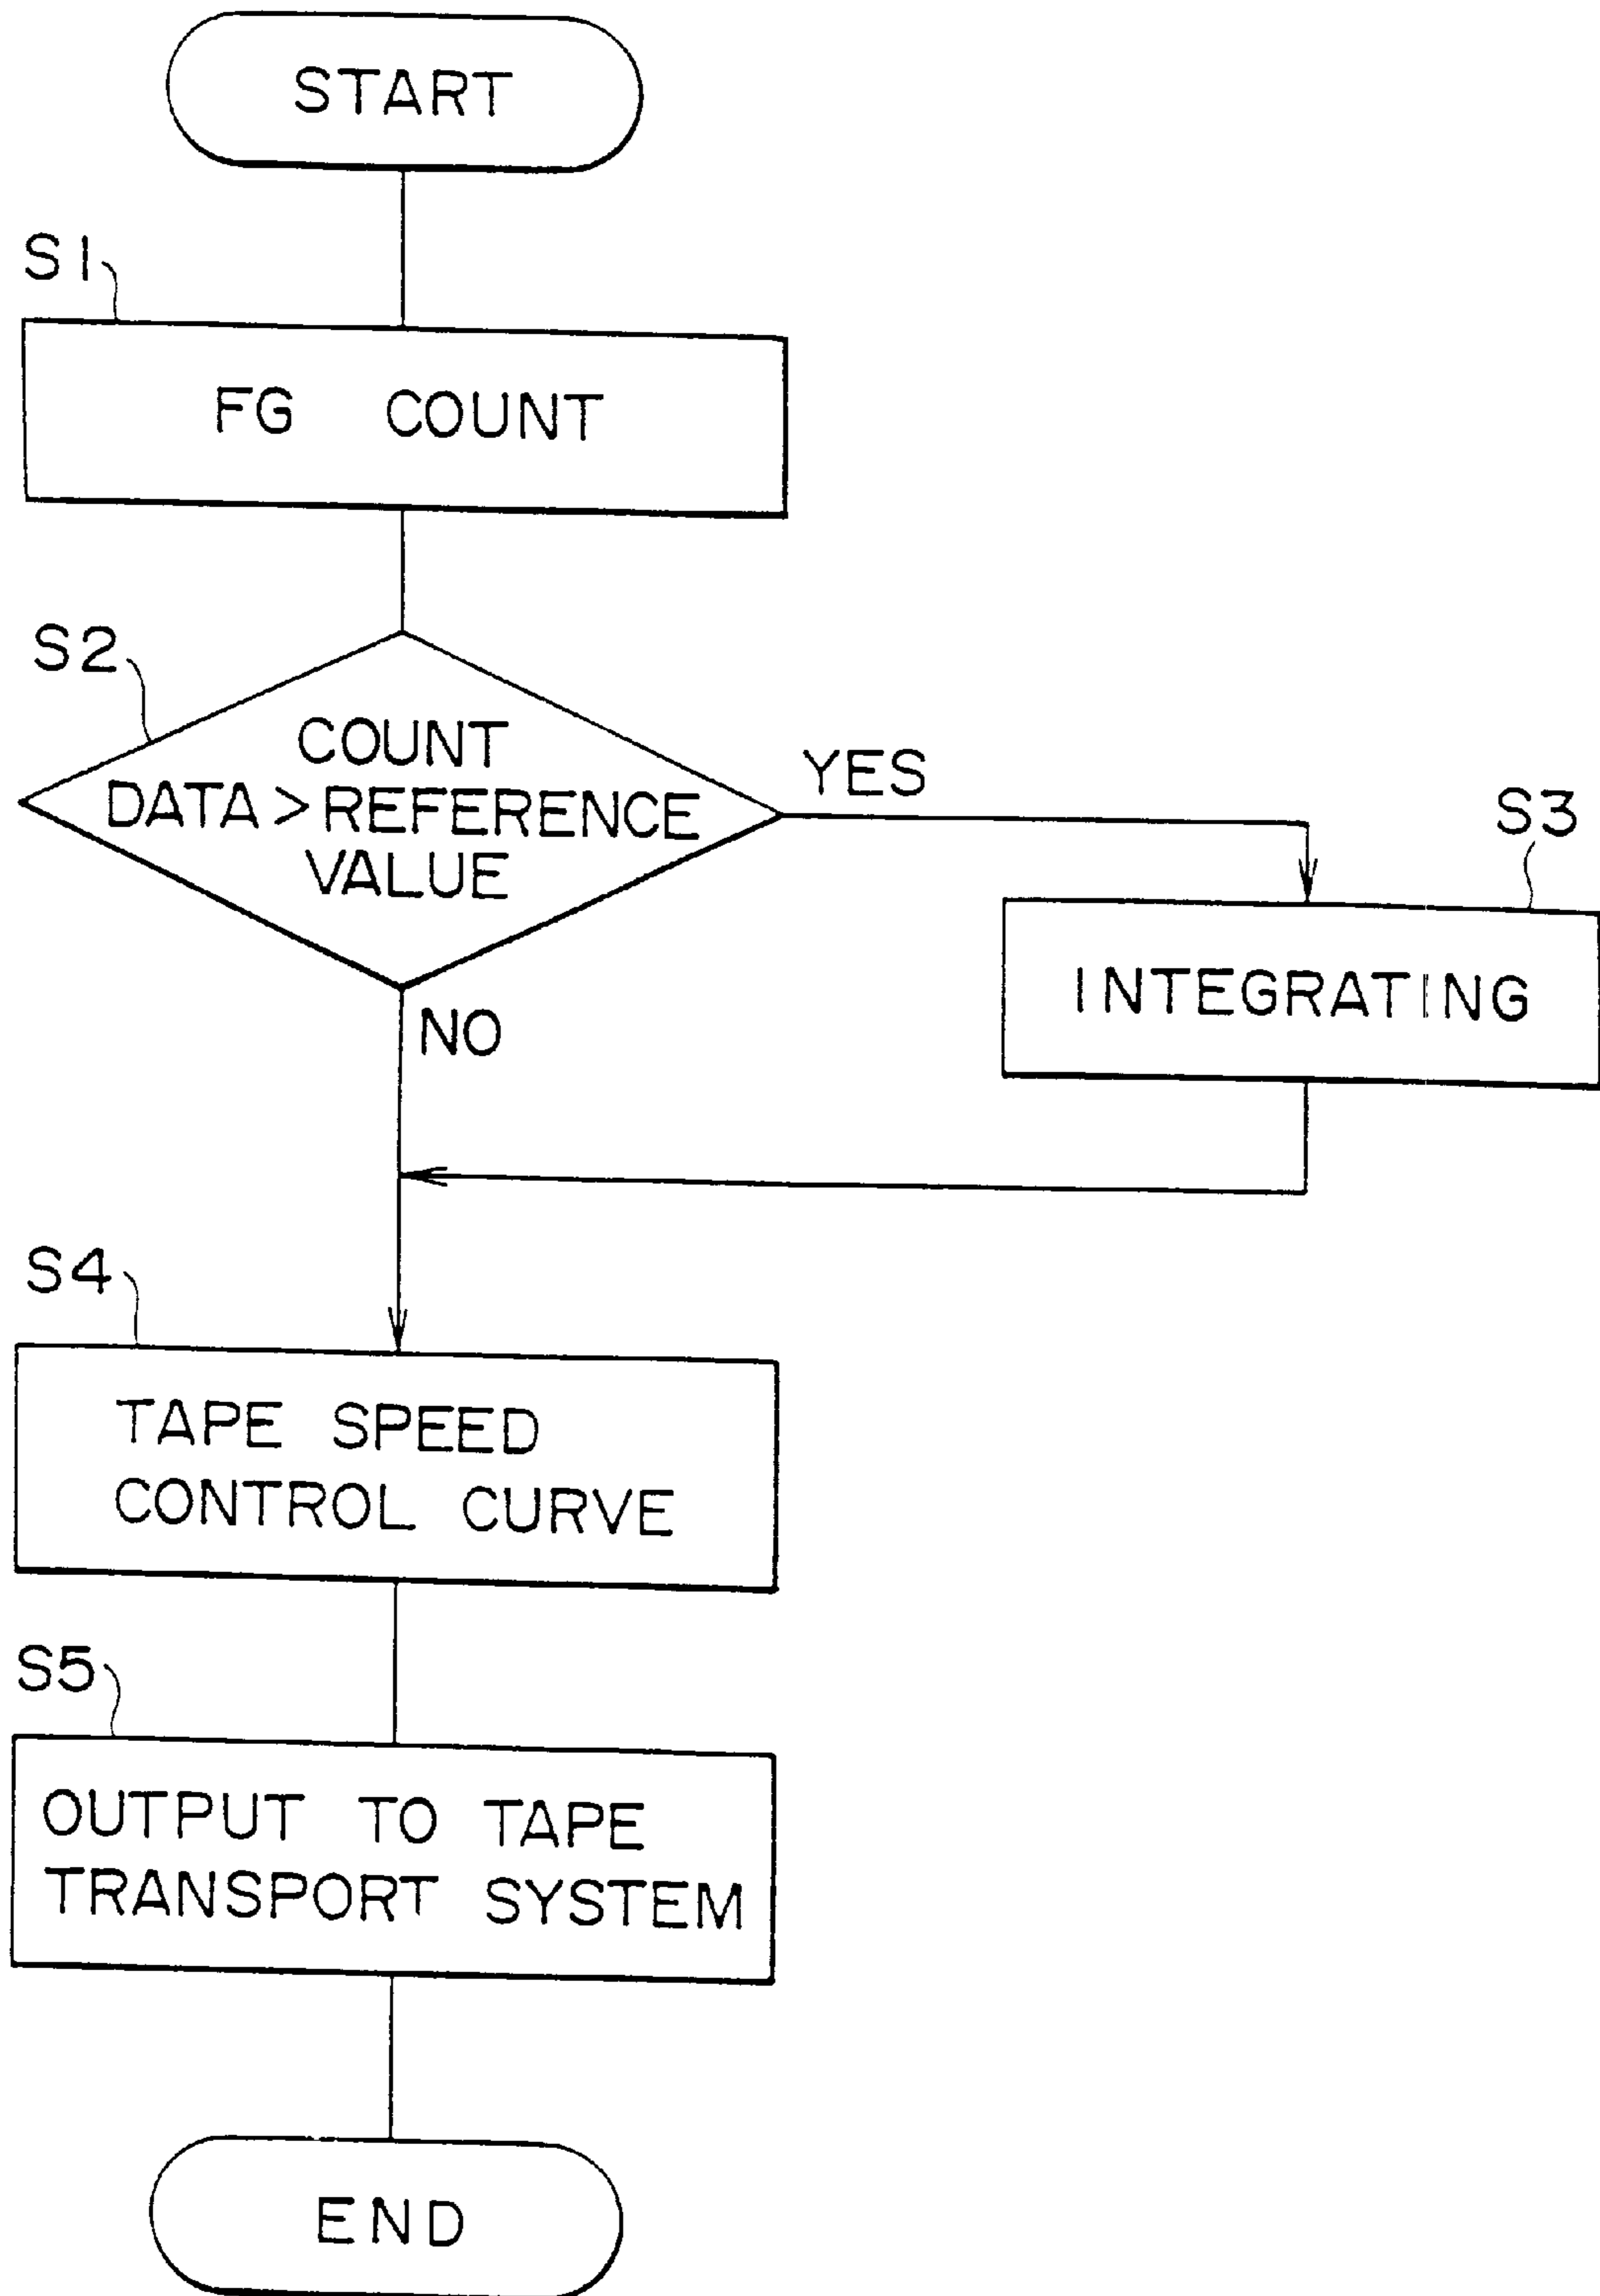 START
S1
FG COUNT
S2
COUNT
DATA > REFERENCE
VALUE
YES
S3
INTEGRATING
NO
S4
TAPE SPEED
CONTROL CURVE
S5
OUTPUT TO TAPE
TRANSPORT SYSTEM
END